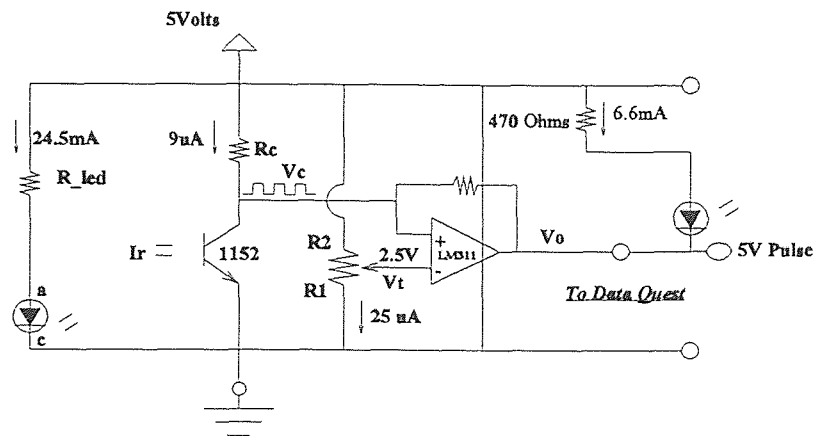 5Volts
24.5mA
9uA
Rc
470 Ohms
6.6mA
R_led
Vc
Ir
1152
R2
2.5V
+
LM311
-
Vo
5V Pulse
R1
Vt
To Data Quest
a
25 uA
c